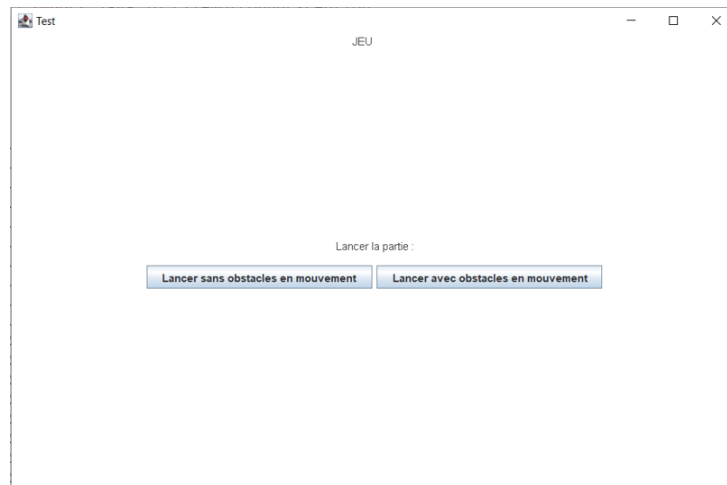 Test
JEU
Lancer la partie :
Lancer sans obstacles en mouvement Lancer avec obstacles en mouvement